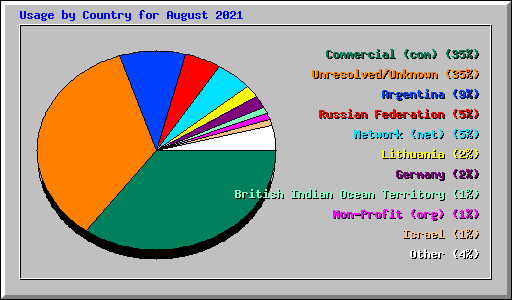 Usage by Country for August 2021
Commercial (com) (35%)
Unresolved/Unknown (35%)
Argentina (9%)
Russian Federation (5%)
Network (net) (5%)
Lithuania (2%)
Germany (2%)
British Indian Ocean Territory (1%)
Non-Profit (org) (1%)
Israel (1%)
Other (4%)